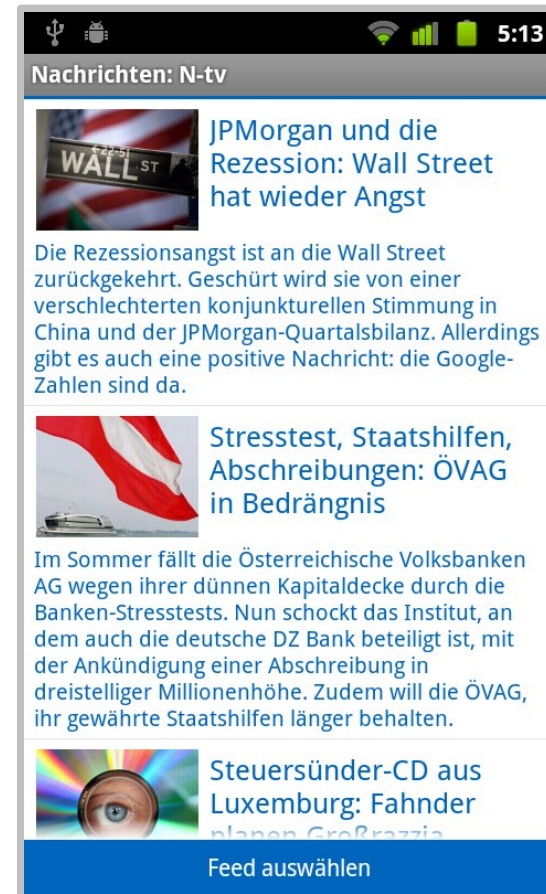 5:13
Nachrichten: N-tv
WALL ST
JPMorgan und die
Rezession: Wall Street
hat wieder Angst
Die Rezessionsangst ist an die Wall Street
zurückgekehrt. Geschürt wird sie von einer
verschlechterten konjunkturellen Stimmung in
China und der JPMorgan-Quartalsbilanz. Allerdings
gibt es auch eine positive Nachricht: die Google-
Zahlen sind da.
Stresstest, Staatshilfen,
Abschreibungen: ÖVAG
in Bedrängnis
Im Sommer fällt die Österreichische Volksbanken
AG wegen ihrer dünnen Kapitaldecke durch die
Banken-Stresstests. Nun schockt das Institut, an
dem auch die deutsche DZ Bank beteiligt ist, mit
der Ankündigung einer Abschreibung in
dreistelliger Millionenhöhe. Zudem will die ÖVAG,
ihr gewährte Staatshilfen länger behalten.
Steuersünder-CD aus
Luxemburg: Fahnder
planen Großrazzia
Feed auswählen